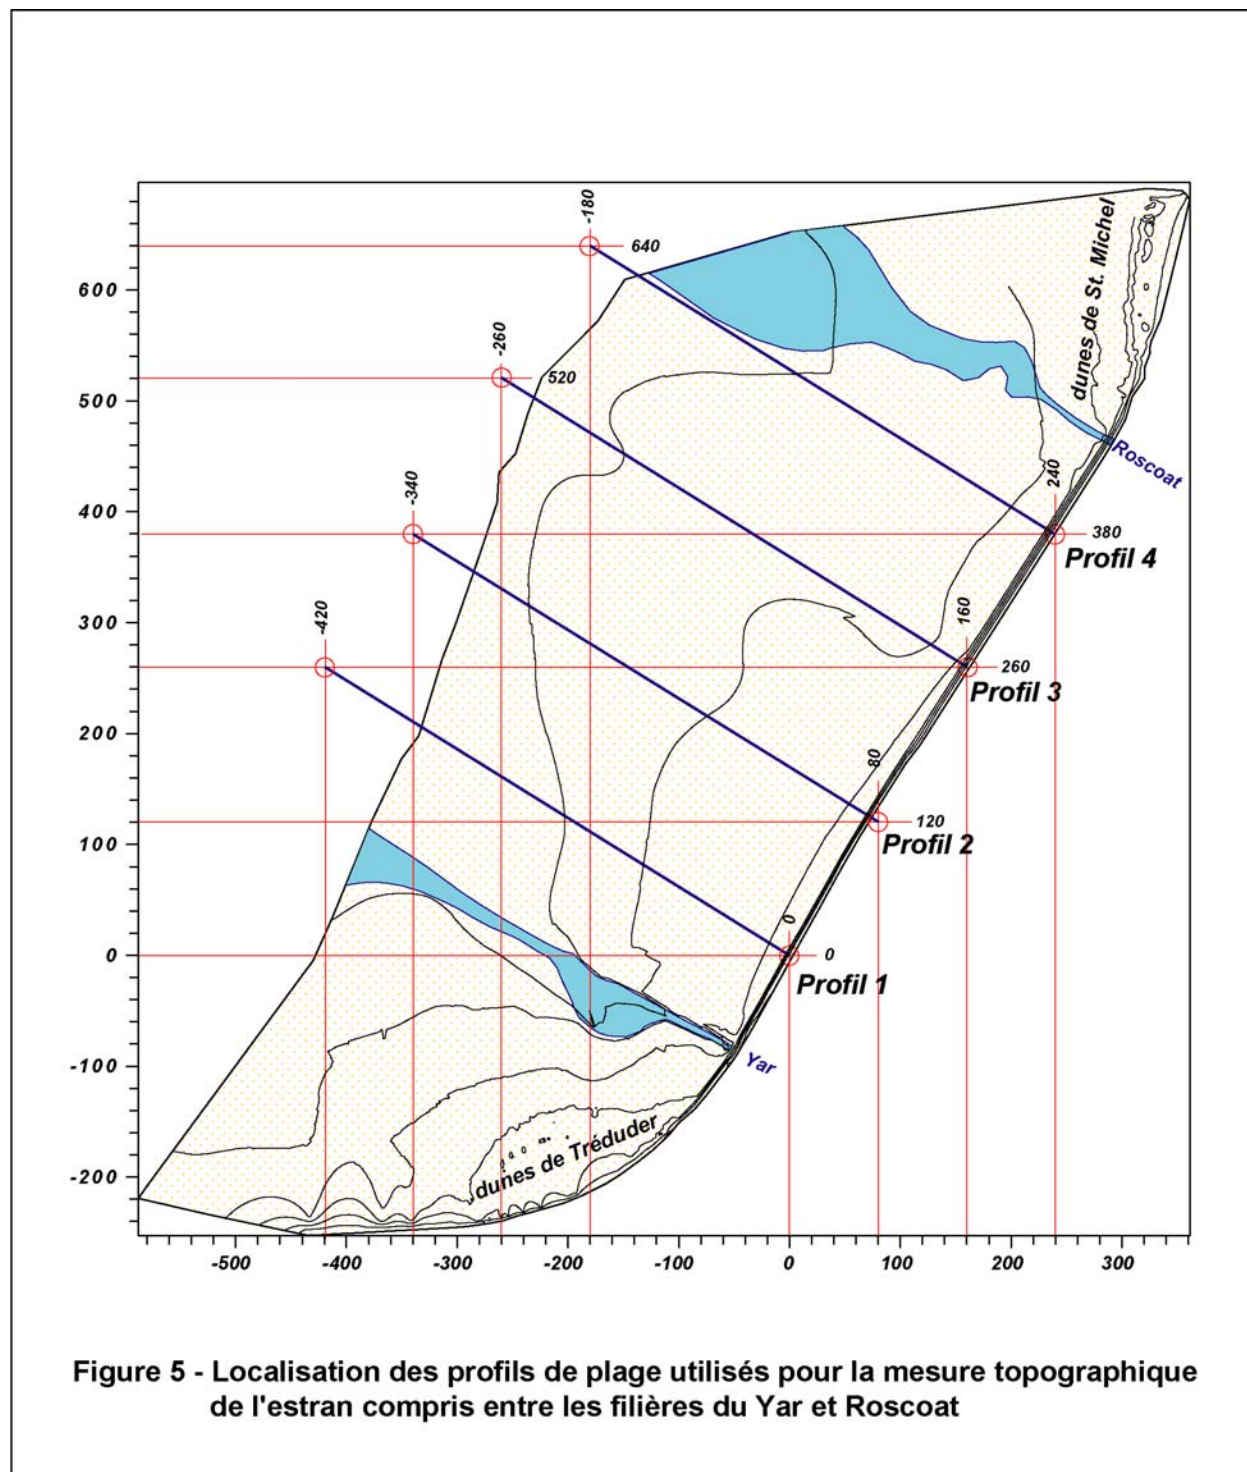 -180
640
dunes de St. Michel
600
-260
520
500
Roscoat
-340
240
400
380
Profil 4
-420
300
160
260
Profil 3
200
80
120
Profil 2
100
0
0
0
Profil 1
-100
Yar
dunes de Tréduder
-200
-500 -400 -300 -200 -100 0 100 200 300
Figure 5 - Localisation des profils de plage utilisés pour la mesure topographique
de l'estran compris entre les filières du Yar et Roscoat